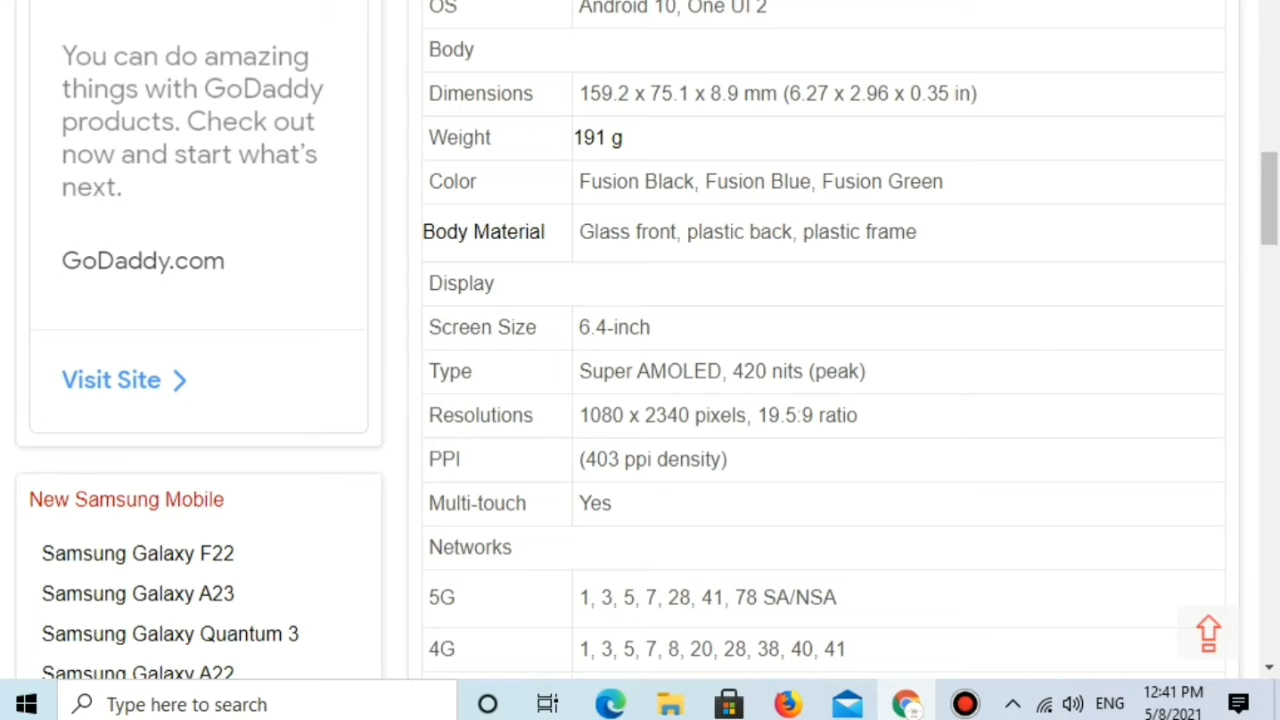 You can do amazing
things with GoDaddy
products. Check out
now and start what's
next.
GoDaddy.com
Visit Site
New Samsung Mobile
Samsung Galaxy F22
Samsung Galaxy A23
Samsung Galaxy Quantum 3
Samsung Galaxy A22
OS Android 10, One UI 2
Body
Dimensions 159.2 x 75.1 x 8.9 mm (6.27 x 2.96 x 0.35 in)
Weight 191 g
Color Fusion Black, Fusion Blue, Fusion Green
Body Material Glass front, plastic back, plastic frame
Display
Screen Size 6.4-inch
Type Super AMOLED, 420 nits (peak)
Resolutions 1080 x 2340 pixels, 19.5:9 ratio
PPI (403 ppi density)
Multi-touch Yes
Networks
5G 1, 3, 5, 7, 28, 41, 78 SA/NSA
4G 1, 3, 5, 7, 8, 20, 28, 38, 40, 41
Type here to search
ENG
12:41 PM
5/8/2021